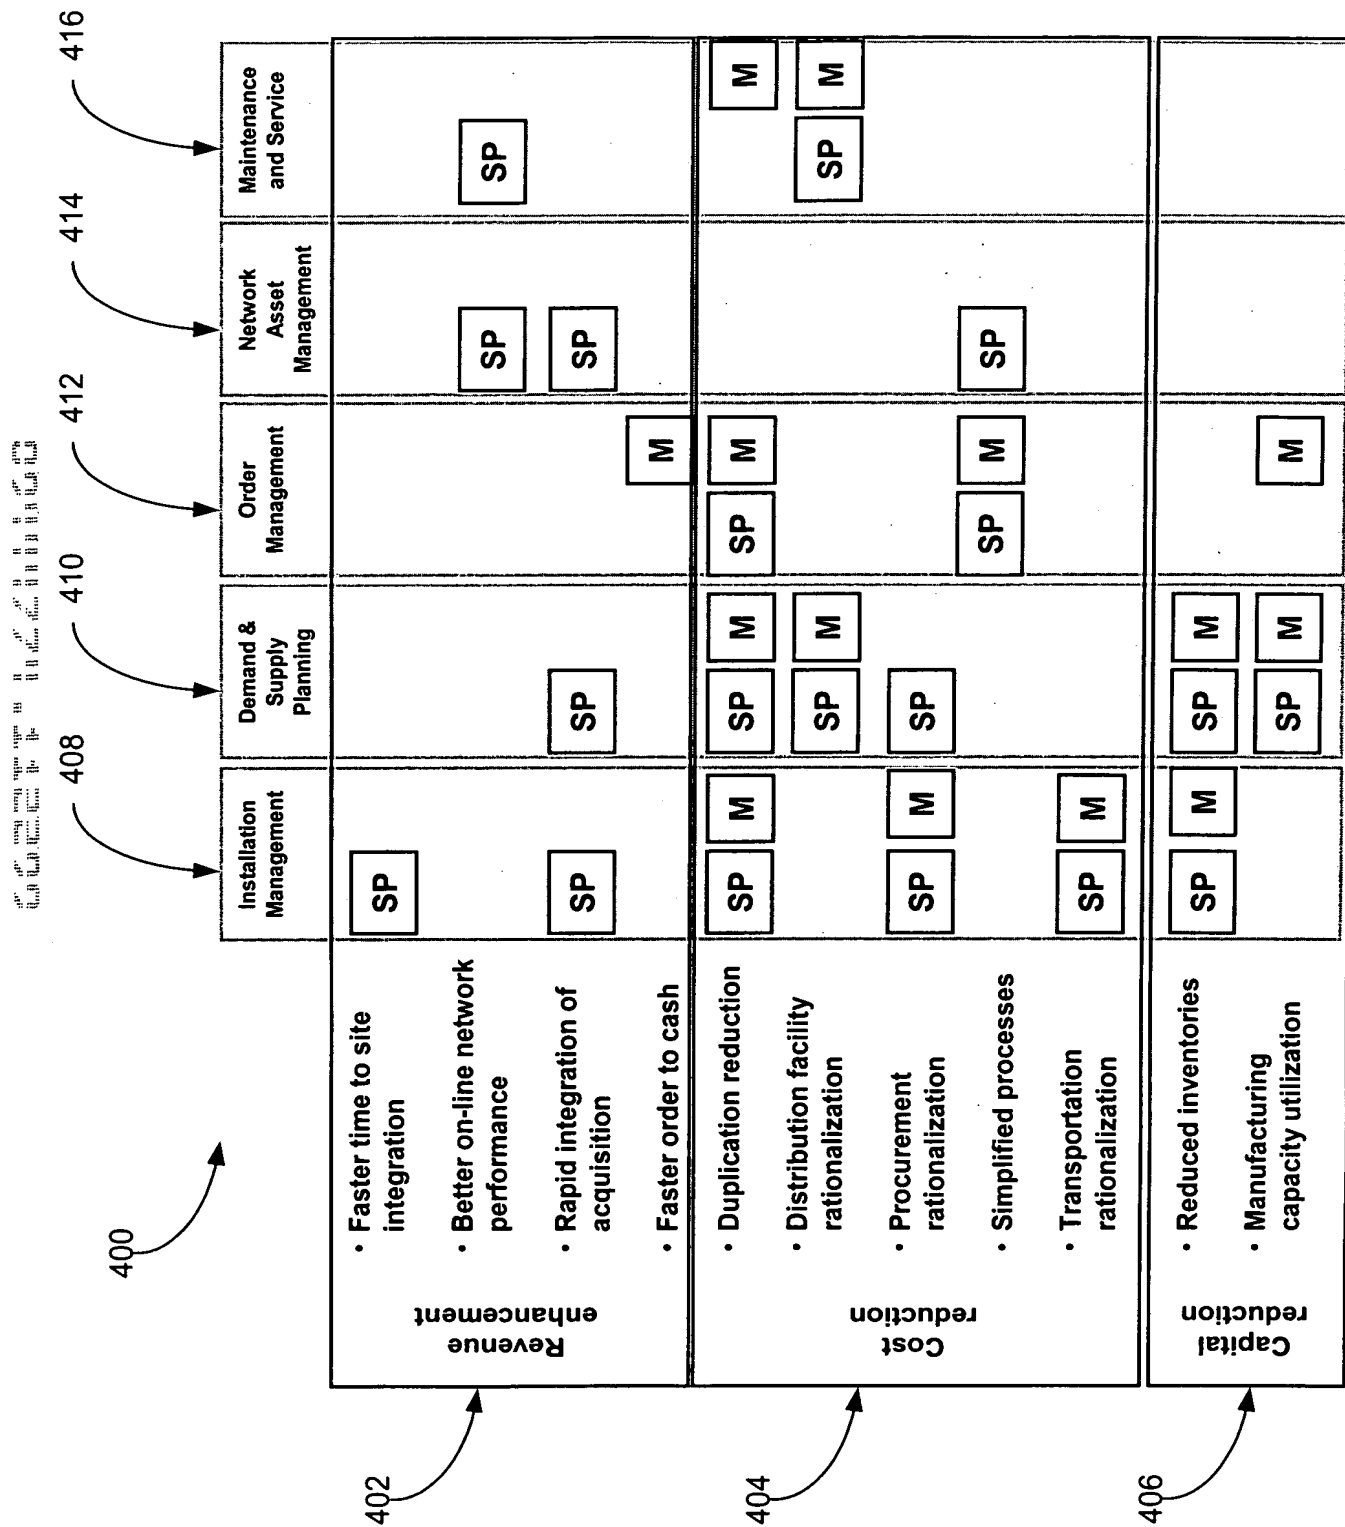 400
408
410
412
414
416
Installation
Management
Demand &
Supply
Planning
Order
Management
Network
Asset
Management
Maintenance
and Service
402
Revenue
enhancement
• Faster time to site
integration
SP
• Better on-line network
performance
SP
SP
• Rapid integration of
acquisition
SP
SP
SP
• Faster order to cash
M
404
Cost
reduction
• Duplication reduction
SP M SP M SP M M
• Distribution facility
rationalization
SP M SP M
• Procurement
rationalization
SP M SP
• Simplified processes
SP M SP
• Transportation
rationalization
SP M
406
Capital
reduction
• Reduced inventories
SP M SP M
• Manufacturing
capacity utilization
SP M M